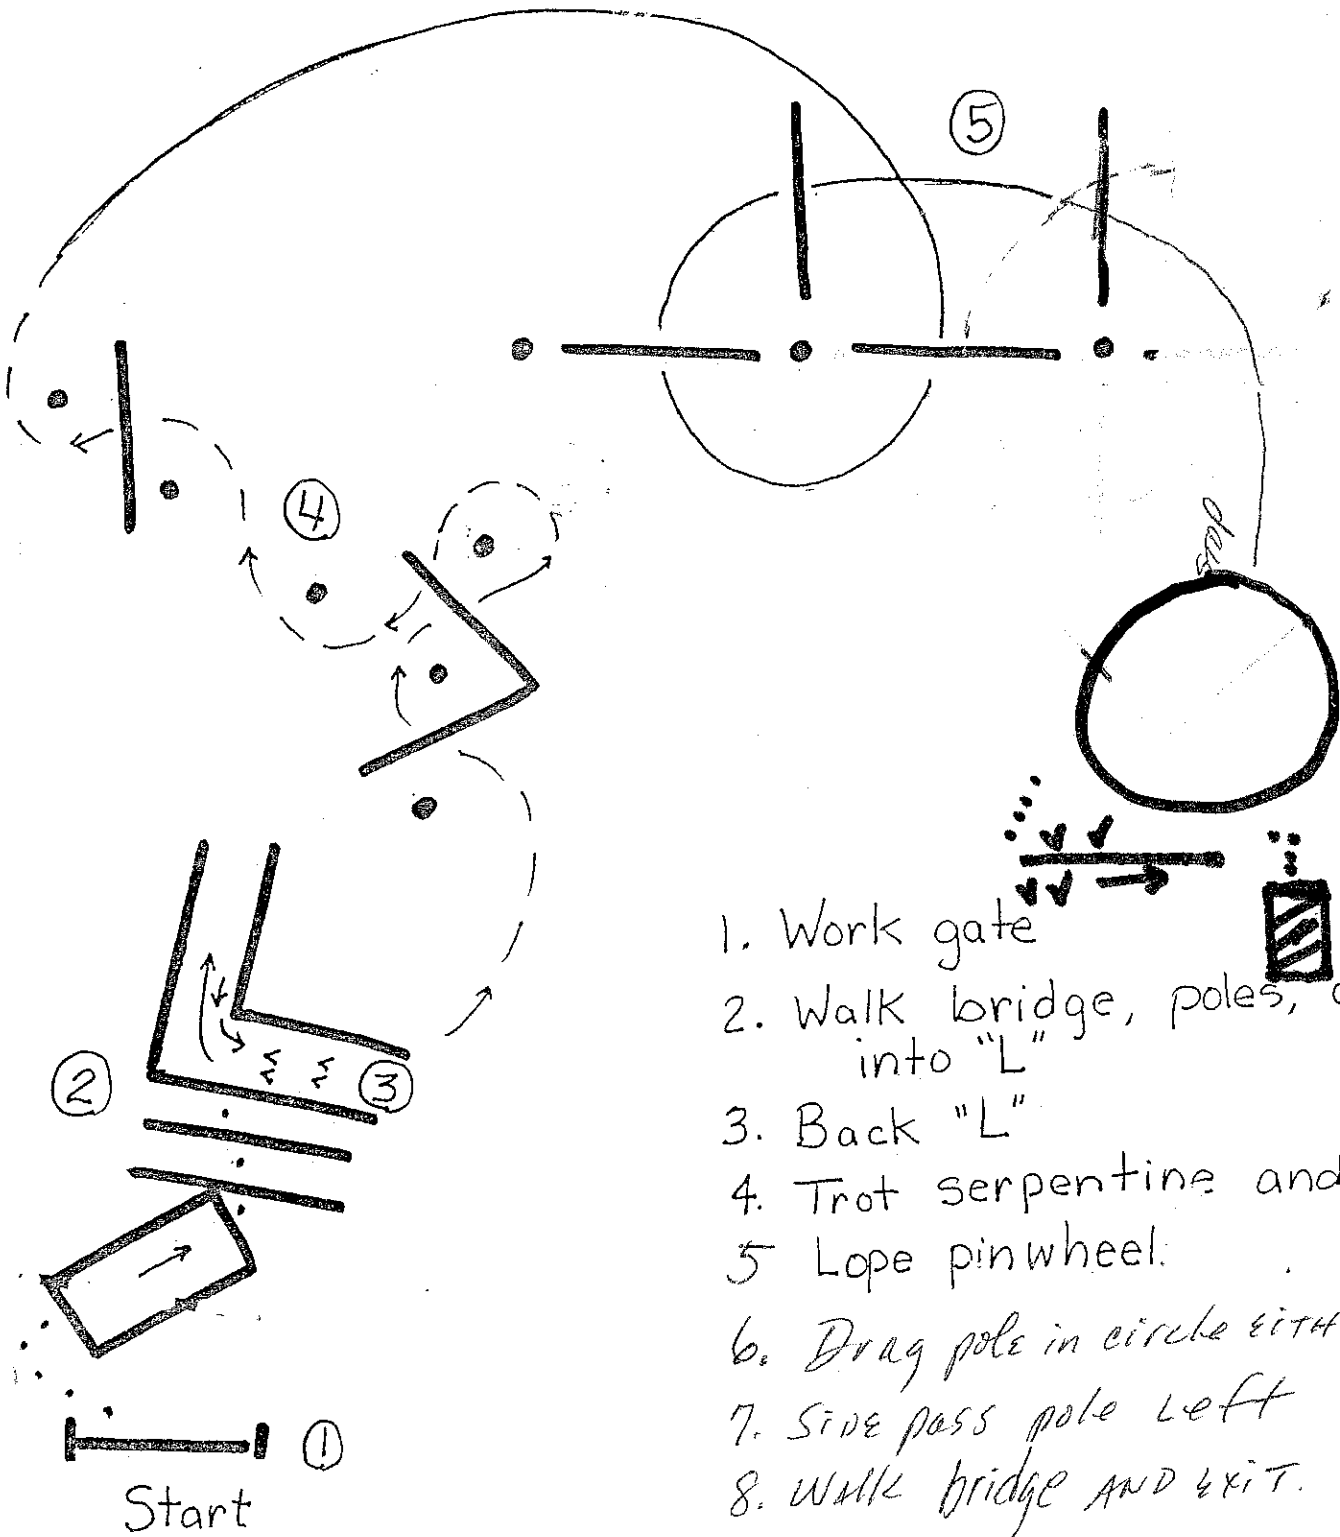 5
4
1. Work gate
2. Walk bridge, poles,
into "L"
2
3
3. Back "L"
4. Trot serpentine and
5 Lope pinwheel.
6. Drag pole in circle
7. Side pass pole Left
8. Walk bridge AND EXIT.
1
Start